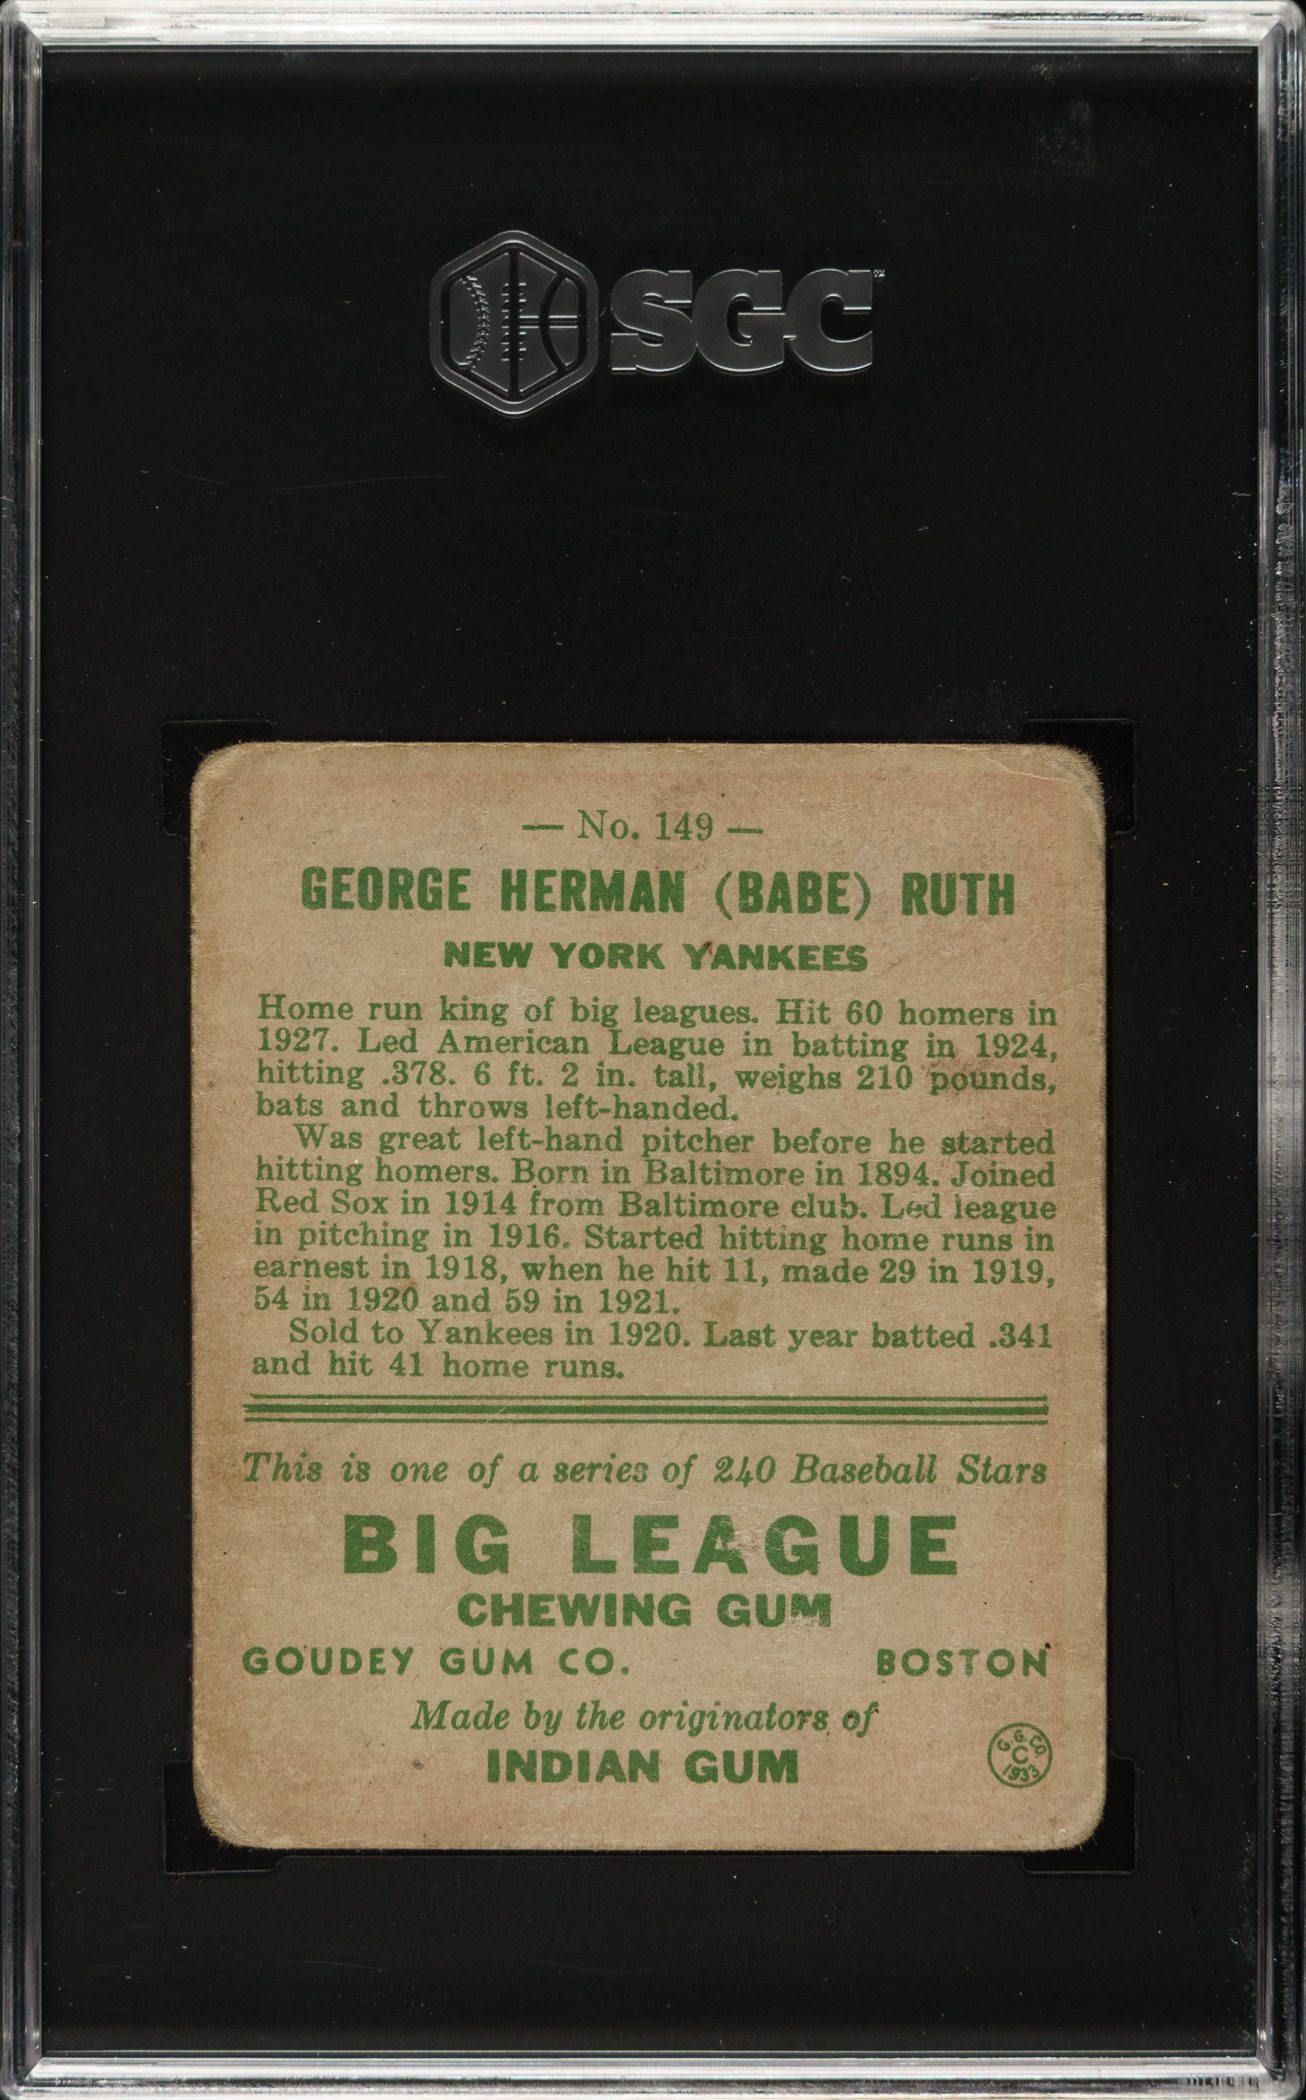 SGC™
— No. 149 —
GEORGE HERMAN (BABE) RUTH
NEW YORK YANKEES
Home run king of big leagues. Hit 60 homers in
1927. Led American League in batting in 1924,
hitting .378. 6 ft. 2 in. tall, weighs 210 pounds,
bats and throws left-handed.
Was great left-hand pitcher before he started
hitting homers. Born in Baltimore in 1894. Joined
Red Sox in 1914 from Baltimore club. Led league
in pitching in 1916. Started hitting home runs in
earnest in 1918, when he hit 11, made 29 in 1919,
54 in 1920 and 59 in 1921.
Sold to Yankees in 1920. Last year batted .341
and hit 41 home runs.
This is one of a series of 240 Baseball Stars
BIG LEAGUE
CHEWING GUM
GOUDEY GUM CO. BOSTON
Made by the originators of
INDIAN GUM
G.G.CO.
C
1933